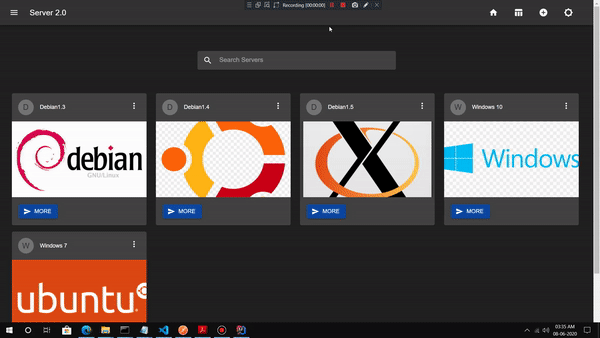 Recording [00:00:00]
Server 2.0
Search Servers
D Debian1.3
D Debian1.4
D Debian1.5
W Windows 10
debian
GNU/Linux
Windows
MORE
MORE
MORE
MORE
W Windows 7
ubuntu
03:35 AM
08-06-2020